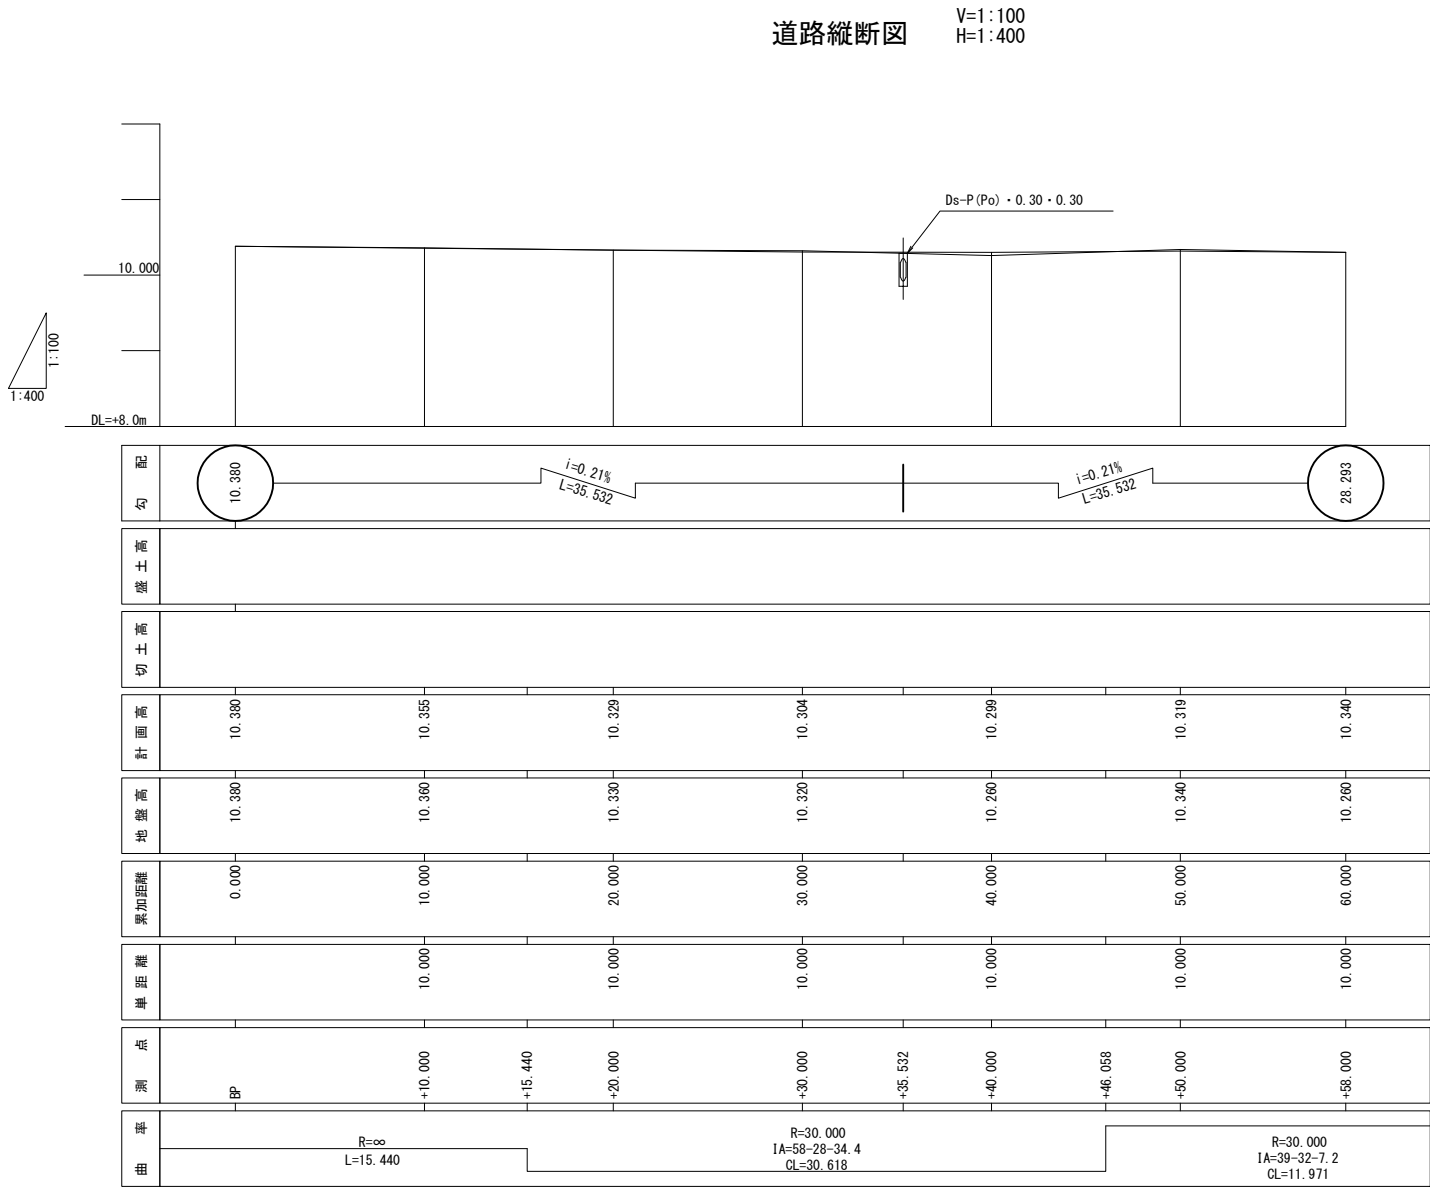 道路縦断図
V=1:100
H=1:400
Ds-P(Po)・0.30・0.30
10.000
1:100
1:400
DL=+8.0m
勾配
10.380
i=0.21%
L=35.532
i=0.21%
L=35.532
28.293
盛土高
切土高
計画高
10.380
10.355
10.329
10.304
10.299
10.319
10.340
地盤高
10.380
10.360
10.330
10.320
10.260
10.340
10.260
累加距離
0.000
10.000
20.000
30.000
40.000
50.000
60.000
単距離
10.000
10.000
10.000
10.000
10.000
10.000
測点
BP
+10.000
+15.440
+20.000
+30.000
+35.532
+40.000
+46.058
+50.000
+58.000
曲率
R=∞
L=15.440
R=30.000
IA=58-28-34.4
CL=30.618
R=30.000
IA=39-32-7.2
CL=11.971